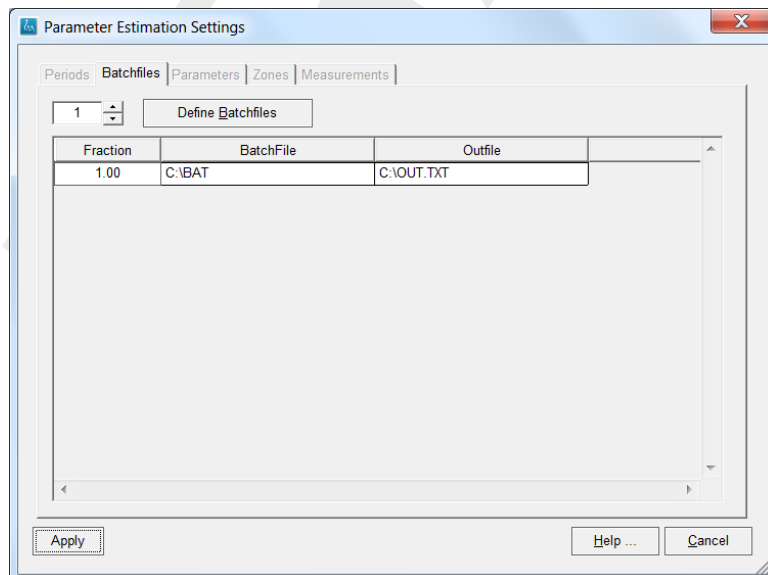 Parameter Estimation Settings
Periods Batchfiles Parameters Zones Measurements
1 Define Batchfiles
Fraction BatchFile Outfile
1.00 C:\BAT C:\OUT.TXT
Apply Help ... Cancel